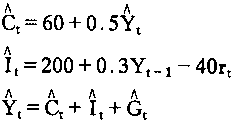 Ĉₜ = 60 + 0.5Ŷₜ
Îₜ = 200 + 0.3Yₜ₋₁ − 40rₜ
Ŷₜ = Ĉₜ + Îₜ + Ĝₜ